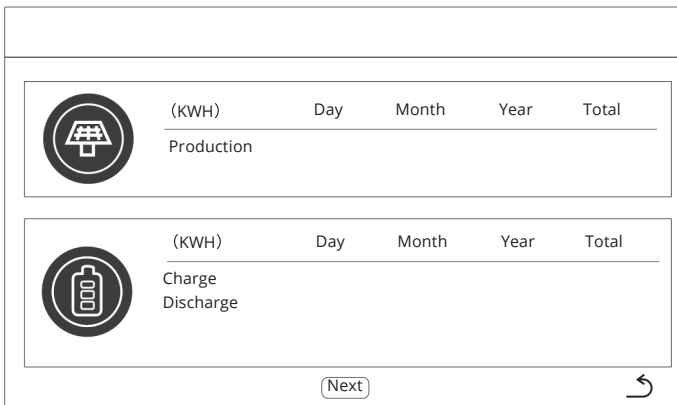 （KWH） Day Month Year Total
Production
（KWH） Day Month Year Total
Charge
Discharge
Next